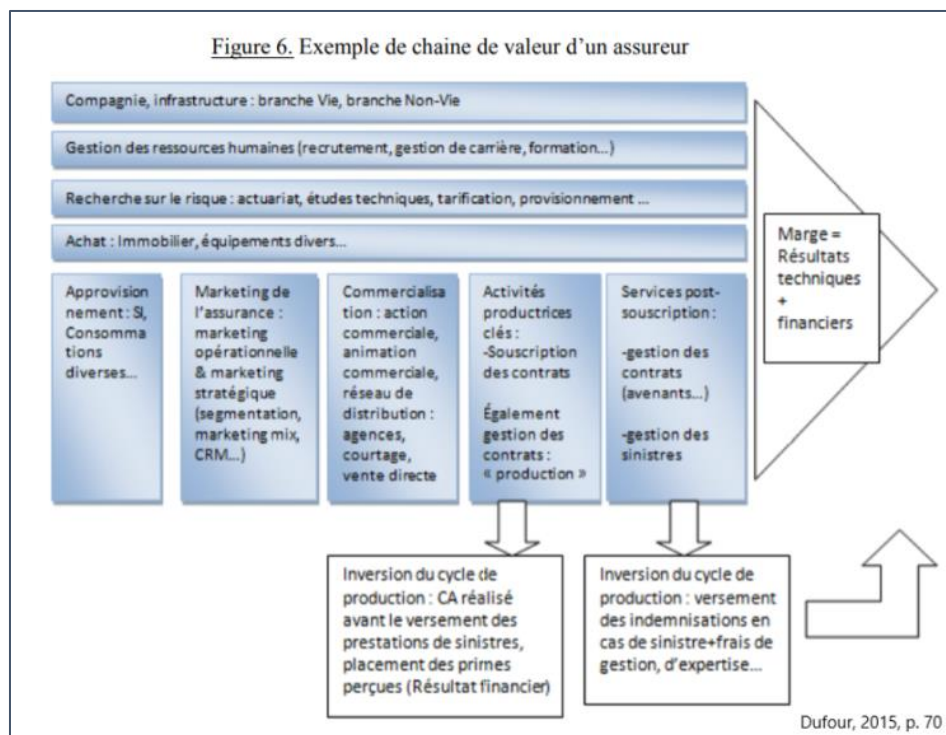 Figure 6. Exemple de chaine de valeur d'un assureur
Compagnie, infrastructure : branche Vie, branche Non-Vie
Gestion des ressources humaines (recrutement, gestion de carrière, formation...)
Recherche sur le risque : actuariat, études techniques, tarification, provisionnement ...
Achat : Immobilier, équipements divers...
Approvision
nement : SI,
Consomma
tions
diverses...
Marketing de
l'assurance :
marketing
opérationnelle
& marketing
stratégique
(segmentation,
marketing mix,
CRM...)
Commercialisa
tion : action
commerciale,
animation
commerciale,
réseau de
distribution :
agences,
courtage,
vente directe
Activités
productrices
clés :
-Souscription
des contrats
Également
gestion des
contrats :
« production »
Services post-
souscription :
-gestion des
contrats
(avenants...)
-gestion des
sinistres
Marge =
Résultats
techniques
+
financiers
Inversion du cycle de
production : CA réalisé
avant le versement des
prestations de sinistres,
placement des primes
perçues (Résultat financier)
Inversion du cycle de
production : versement
des indemnisations en
cas de sinistre+frais de
gestion, d'expertise...
Dufour, 2015, p. 70